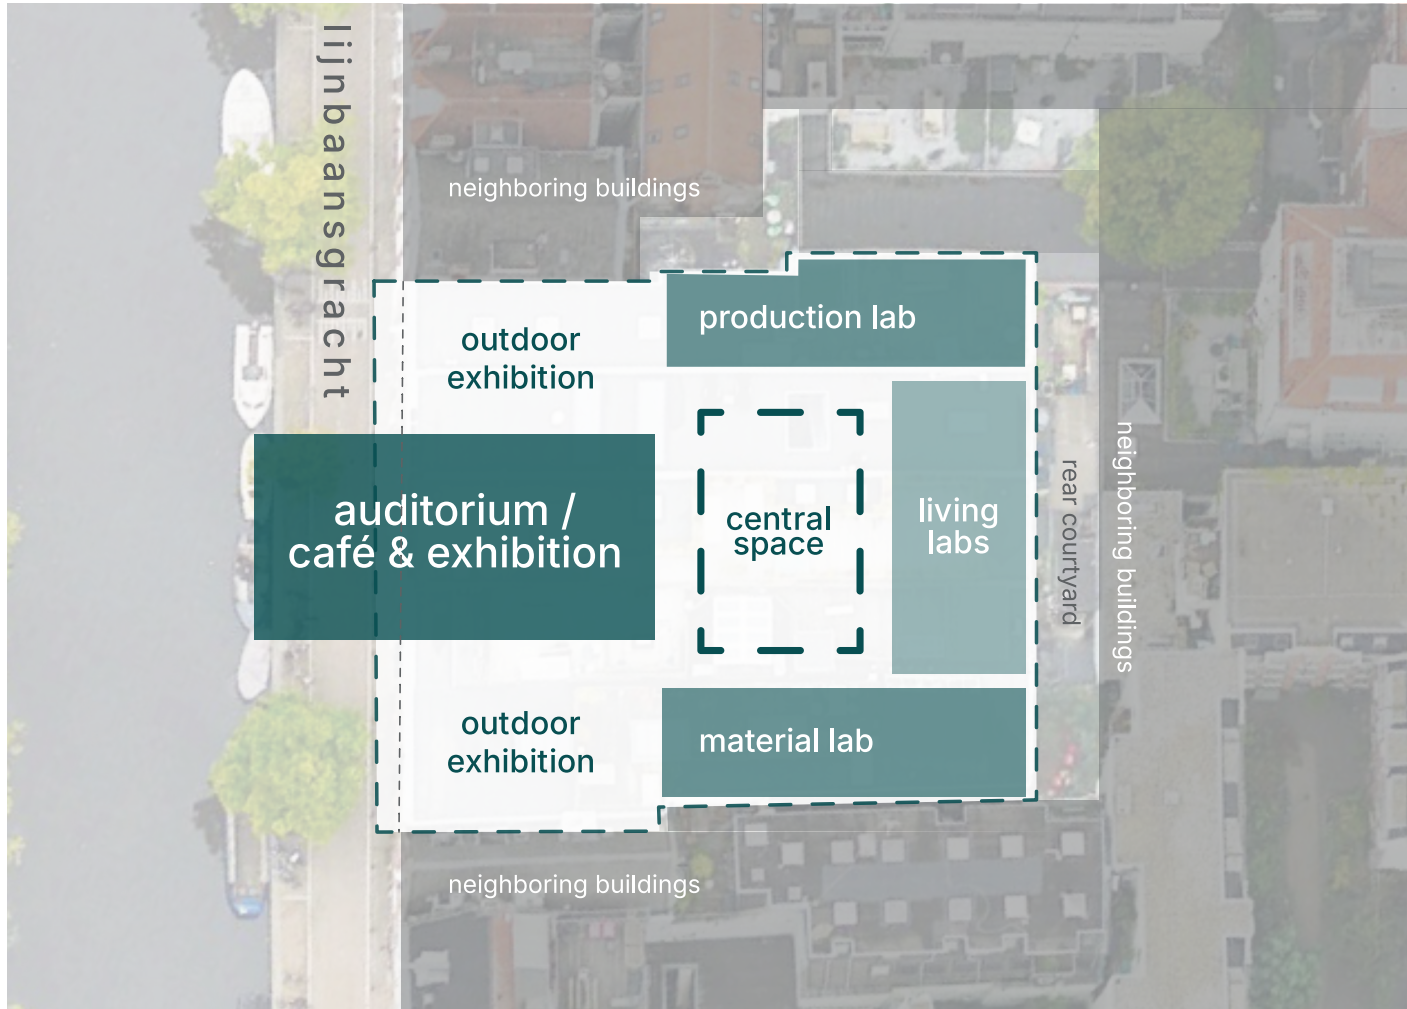 lijnbaansgracht
neighboring buildings
outdoor
exhibition
production lab
auditorium /
café & exhibition
central
space
living
labs
rear courtyard
neighboring buildings
outdoor
exhibition
material lab
neighboring buildings